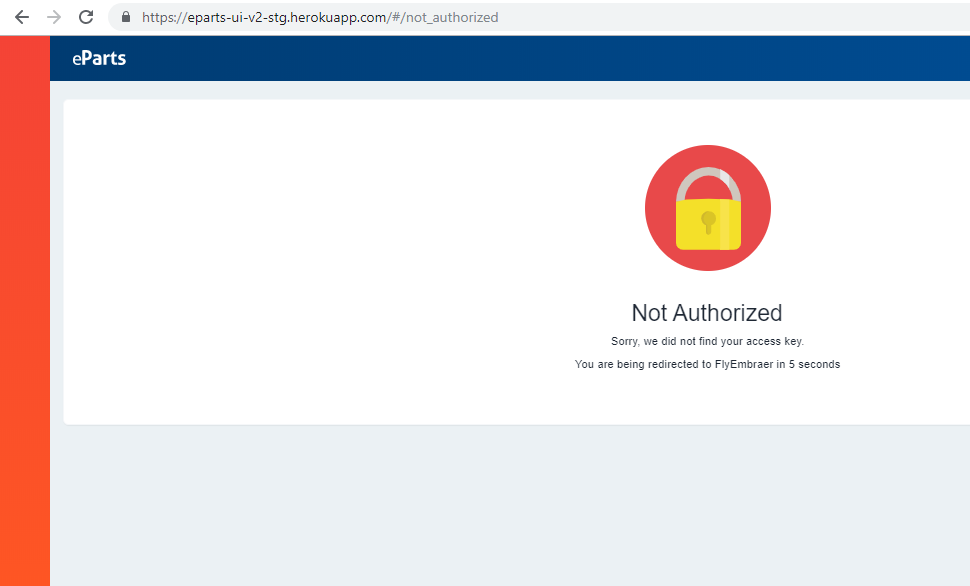 https://eparts-ui-v2-stg.herokuapp.com/#/not_authorized
eParts
Not Authorized
Sorry, we did not find your access key.
You are being redirected to FlyEmbraer in 5 seconds